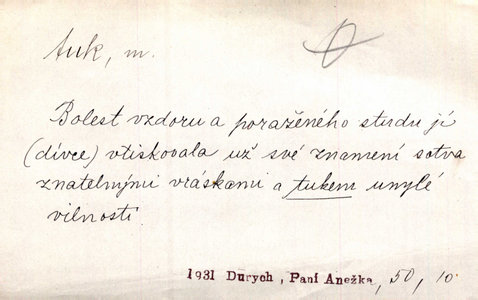 tuk, m.
Bolest vzdoru a poraženého studu jí
(dívce) vtiskovala už své znamení sotva
znatelnými vráskami a tukem unylé
vilnosti.
1931 Durych, Paní Anežka, 50, 10.